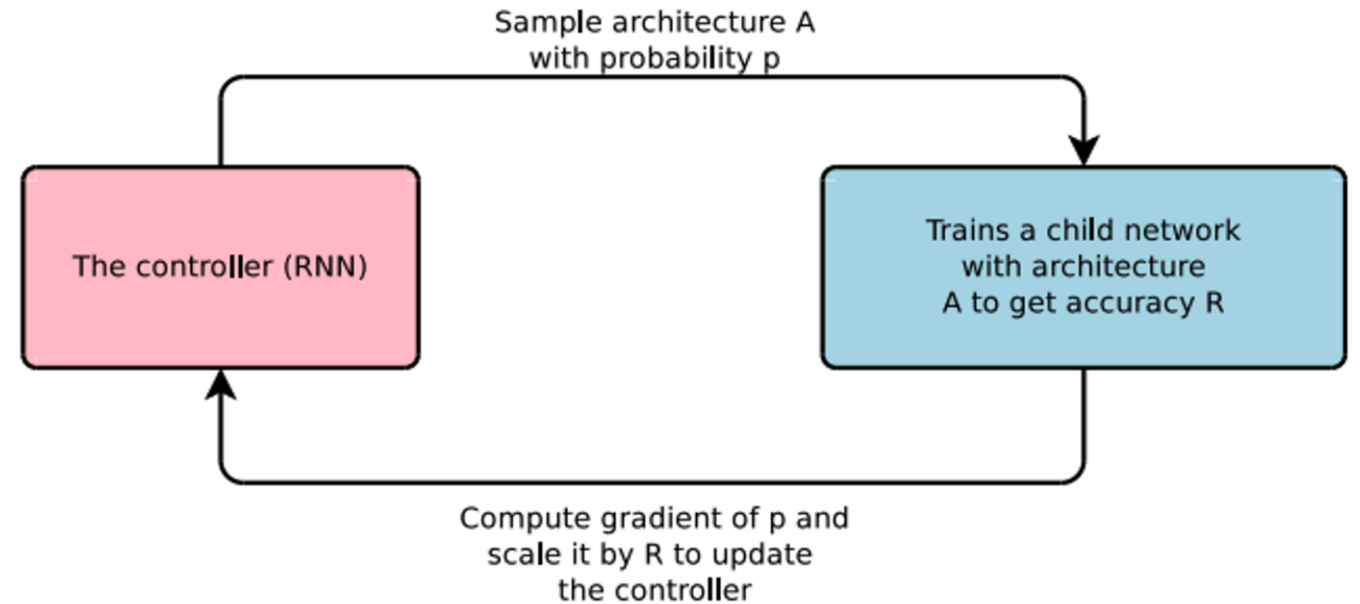 Sample architecture A
with probability p
The controller (RNN)
Trains a child network
with architecture
A to get accuracy R
Compute gradient of p and
scale it by R to update
the controller